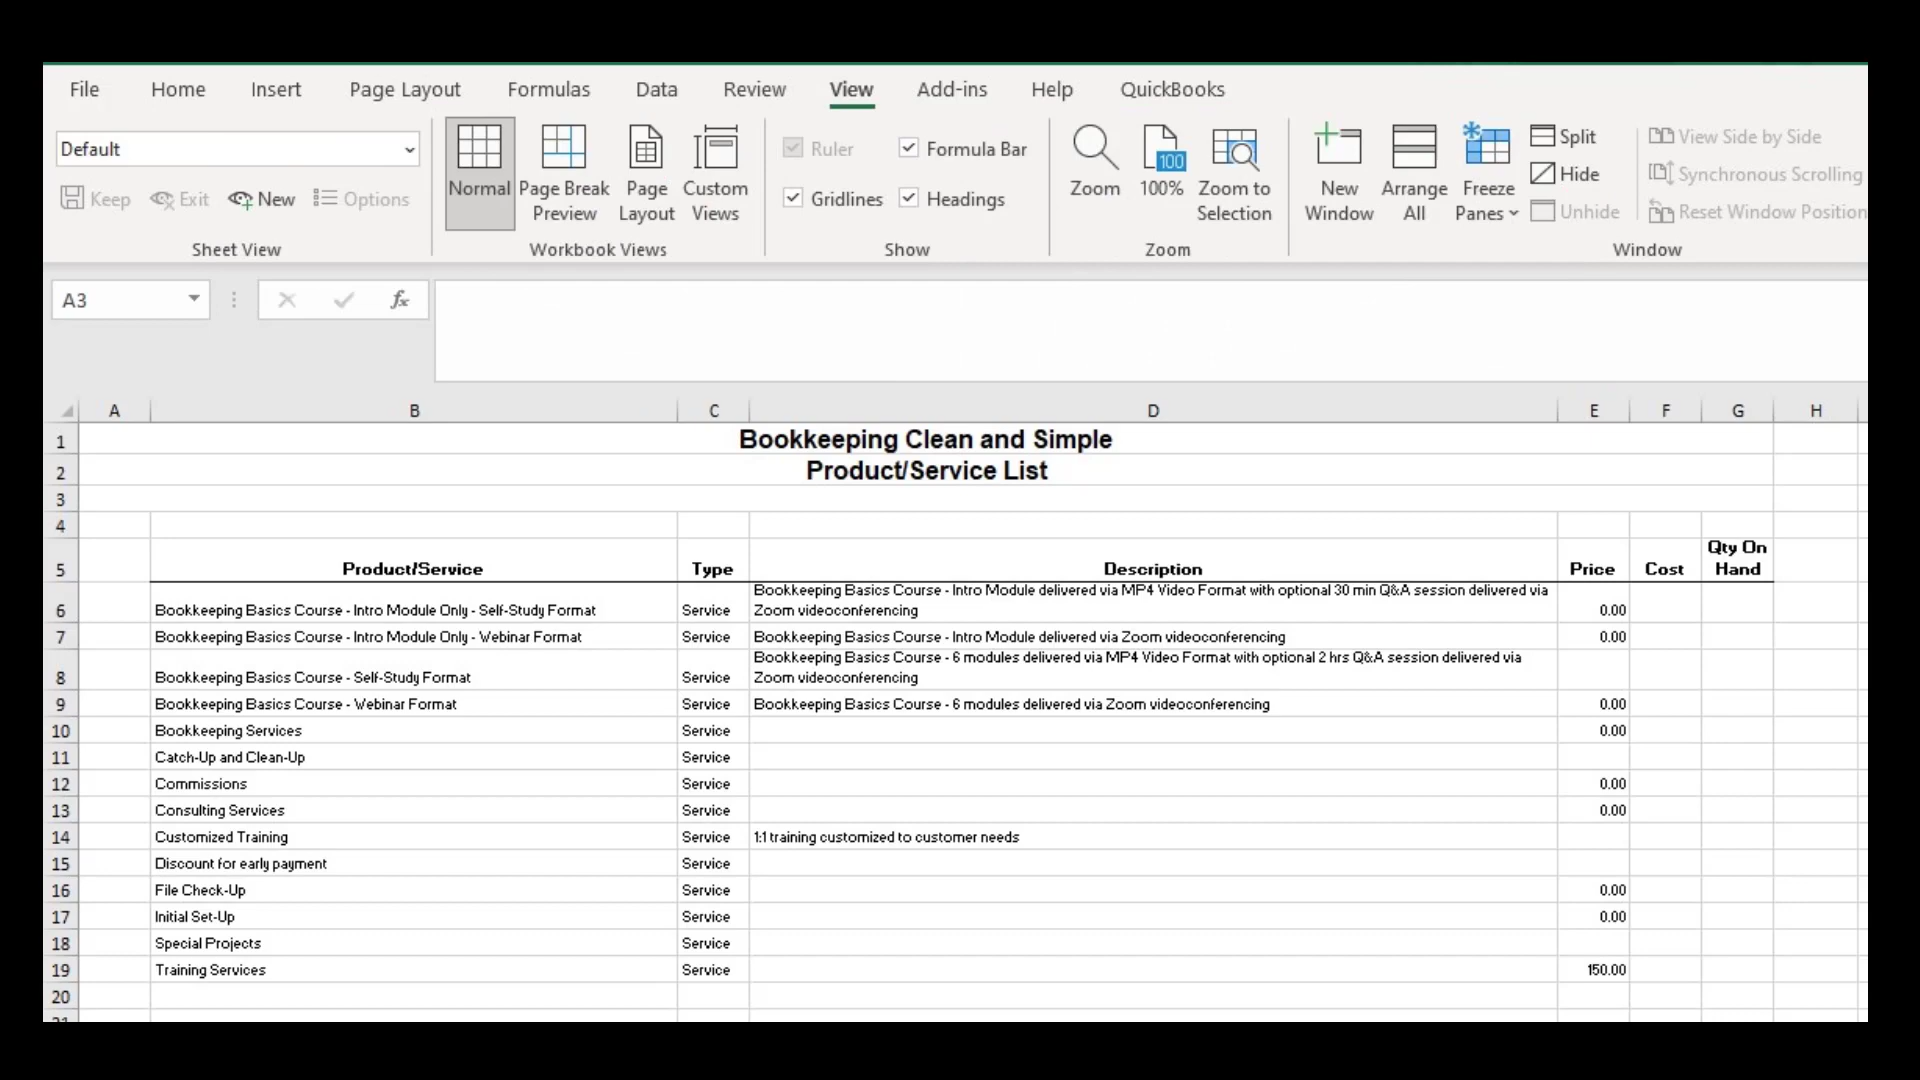 File Home Insert Page Layout Formulas Data Review View Add-ins Help QuickBooks
Default
Keep Exit New Options
Sheet View
Normal Page Break Preview Page Layout Custom Views
Workbook Views
Ruler Formula Bar
Gridlines Headings
Show
Zoom 100 100% Zoom to Selection
Zoom
New Window Arrange All Freeze Panes
Split
Hide
Unhide
View Side by Side
Synchronous Scrolling
Reset Window Position
Window
A3 fx
A B C D E F G H
1 Bookkeeping Clean and Simple
2 Product/Service List
3
4
5 Product/Service Type Description Price Cost Qty On Hand
6 Bookkeeping Basics Course - Intro Module Only - Self-Study Format Service Bookkeeping Basics Course - Intro Module delivered via MP4 Video Format with optional 30 min Q&A session delivered via Zoom videoconferencing 0.00
7 Bookkeeping Basics Course - Intro Module Only - Webinar Format Service Bookkeeping Basics Course - Intro Module delivered via Zoom videoconferencing 0.00
8 Bookkeeping Basics Course - Self-Study Format Service Bookkeeping Basics Course - 6 modules delivered via MP4 Video Format with optional 2 hrs Q&A session delivered via Zoom videoconferencing
9 Bookkeeping Basics Course - Webinar Format Service Bookkeeping Basics Course - 6 modules delivered via Zoom videoconferencing 0.00
10 Bookkeeping Services Service 0.00
11 Catch-Up and Clean-Up Service
12 Commissions Service 0.00
13 Consulting Services Service 0.00
14 Customized Training Service 1:1 training customized to customer needs
15 Discount for early payment Service
16 File Check-Up Service 0.00
17 Initial Set-Up Service 0.00
18 Special Projects Service
19 Training Services Service 150.00
20